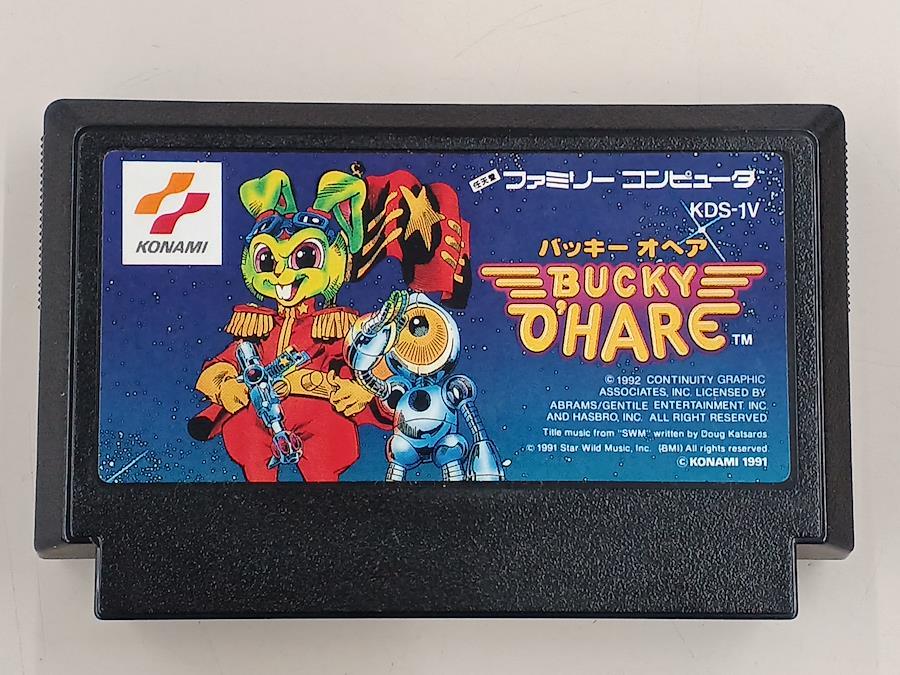 KONAMI
任天堂 ファミリーコンピュータ
KDS-1V
バッキー オヘア
BUCKY
O'HARE TM
© 1992 CONTINUITY GRAPHIC
ASSOCIATES, INC. LICENSED BY
ABRAMS/GENTILE ENTERTAINMENT INC.
AND HASBRO, INC. ALL RIGHT RESERVED.
Title music from "SWM" written by Doug Katsaros
© 1991 Star Wild Music, Inc. (BMI) All rights reserved.
© KONAMI 1991